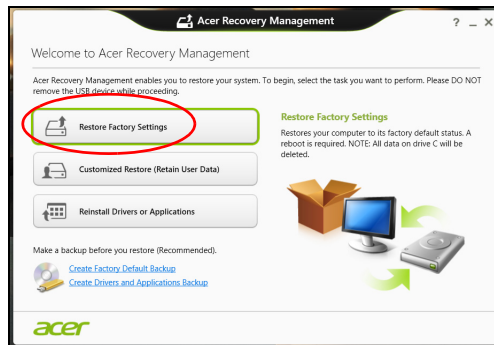 Acer Recovery Management
? _ X
Welcome to Acer Recovery Management
Acer Recovery Management enables you to restore your system. To begin, select the task you want to perform. Please DO NOT
remove the USB device while proceeding.
Restore Factory Settings
Customized Restore (Retain User Data)
Reinstall Drivers or Applications
Restore Factory Settings
Restores your computer to its factory default status. A
reboot is required. NOTE: All data on drive C will be
deleted.
Make a backup before you restore (Recommended).
Create Factory Default Backup
Create Drivers and Applications Backup
acer